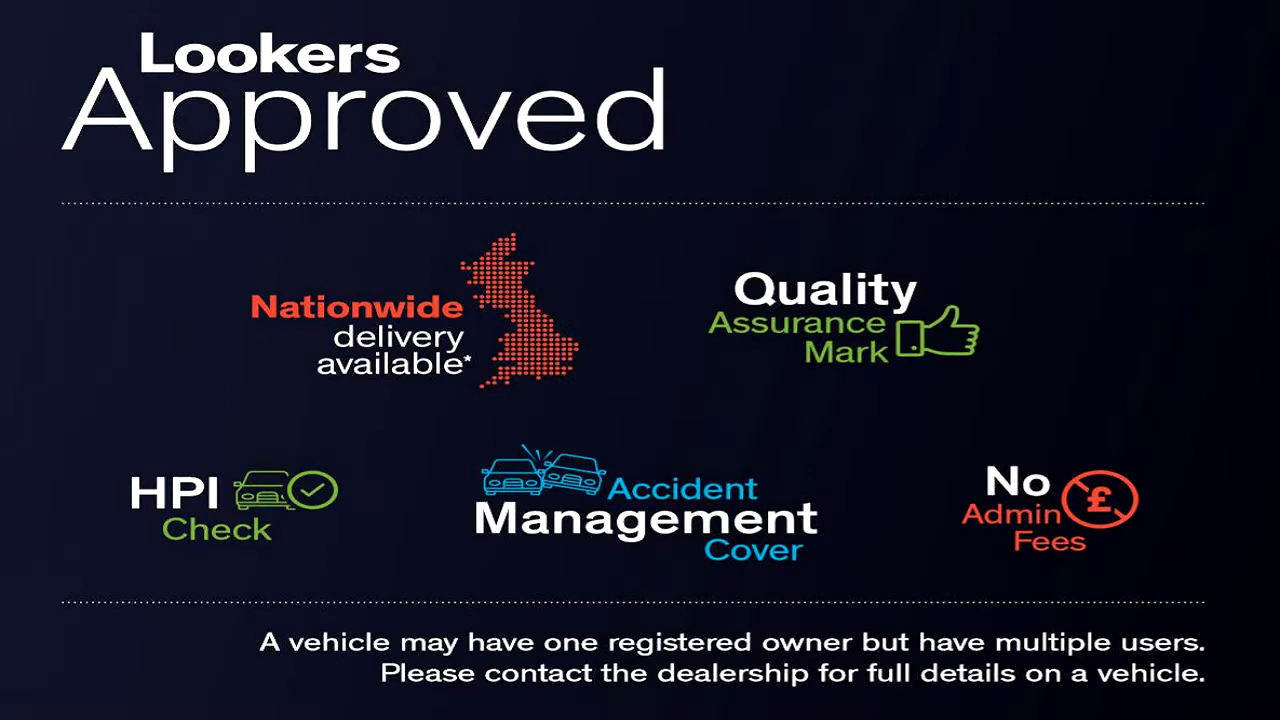 Lookers
Approved
Nationwide
delivery
available*
Quality
Assurance
Mark
HPI
Check
Accident
Management
Cover
No
Admin
Fees
£
A vehicle may have one registered owner but have multiple users.
Please contact the dealership for full details on a vehicle.